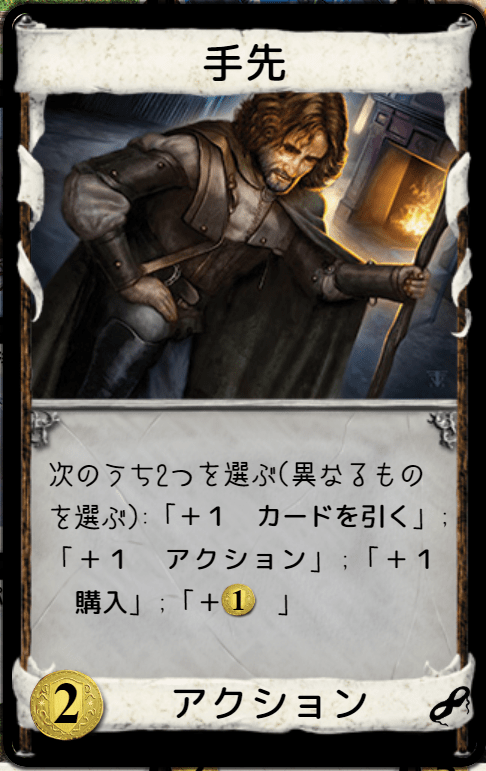 手先
次のうち2つを選ぶ(異なるもの
を選ぶ):「+1 カードを引く」;
「+1 アクション」;「+1
購入」;「+1 」
2 アクション